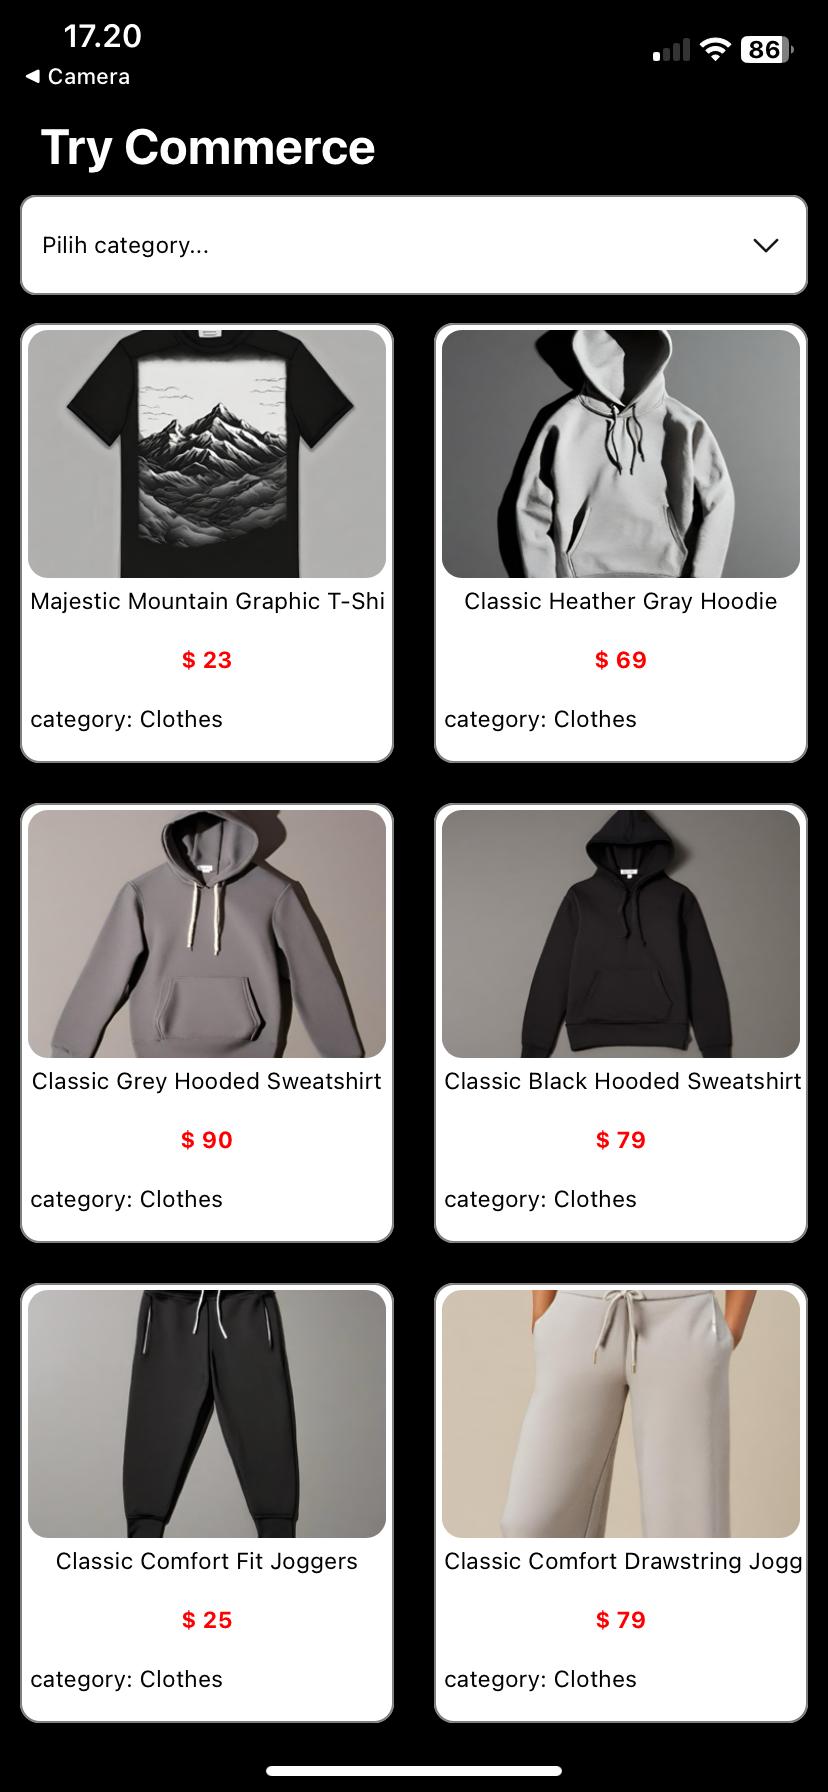 17.20
86
◀ Camera
Try Commerce
Pilih category...
Majestic Mountain Graphic T-Shi
$ 23
category: Clothes
Classic Heather Gray Hoodie
$ 69
category: Clothes
Classic Grey Hooded Sweatshirt
$ 90
category: Clothes
Classic Black Hooded Sweatshirt
$ 79
category: Clothes
Classic Comfort Fit Joggers
$ 25
category: Clothes
Classic Comfort Drawstring Jogg
$ 79
category: Clothes